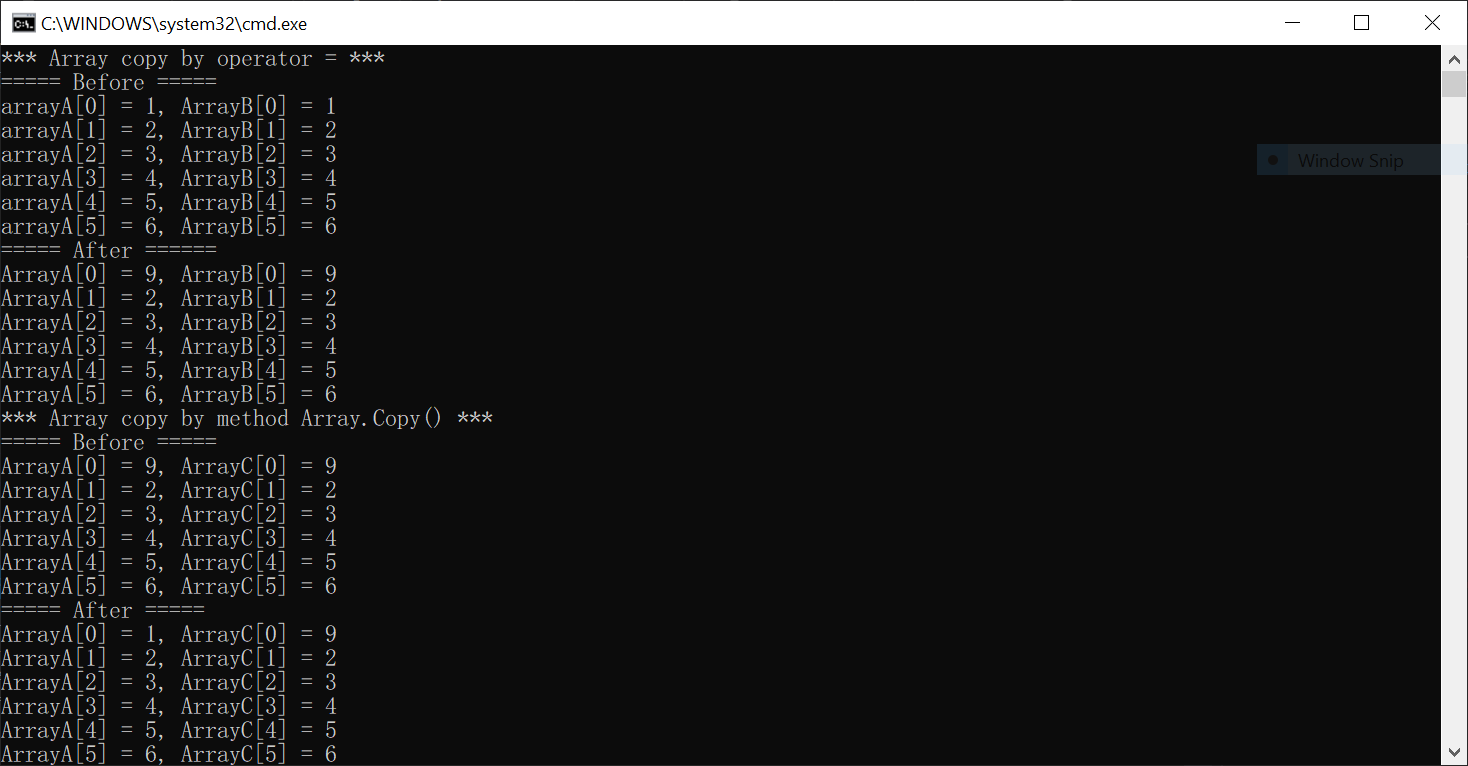 C:\WINDOWS\system32\cmd.exe
*** Array copy by operator = ***
===== Before =====
arrayA[0] = 1, ArrayB[0] = 1
arrayA[1] = 2, ArrayB[1] = 2
arrayA[2] = 3, ArrayB[2] = 3
Window Snip
arrayA[3] = 4, ArrayB[3] = 4
arrayA[4] = 5, ArrayB[4] = 5
arrayA[5] = 6, ArrayB[5] = 6
===== After ======
ArrayA[0] = 9, ArrayB[0] = 9
ArrayA[1] = 2, ArrayB[1] = 2
ArrayA[2] = 3, ArrayB[2] = 3
ArrayA[3] = 4, ArrayB[3] = 4
ArrayA[4] = 5, ArrayB[4] = 5
ArrayA[5] = 6, ArrayB[5] = 6
*** Array copy by method Array.Copy() ***
===== Before =====
ArrayA[0] = 9, ArrayC[0] = 9
ArrayA[1] = 2, ArrayC[1] = 2
ArrayA[2] = 3, ArrayC[2] = 3
ArrayA[3] = 4, ArrayC[3] = 4
ArrayA[4] = 5, ArrayC[4] = 5
ArrayA[5] = 6, ArrayC[5] = 6
===== After =====
ArrayA[0] = 1, ArrayC[0] = 9
ArrayA[1] = 2, ArrayC[1] = 2
ArrayA[2] = 3, ArrayC[2] = 3
ArrayA[3] = 4, ArrayC[3] = 4
ArrayA[4] = 5, ArrayC[4] = 5
ArrayA[5] = 6, ArrayC[5] = 6